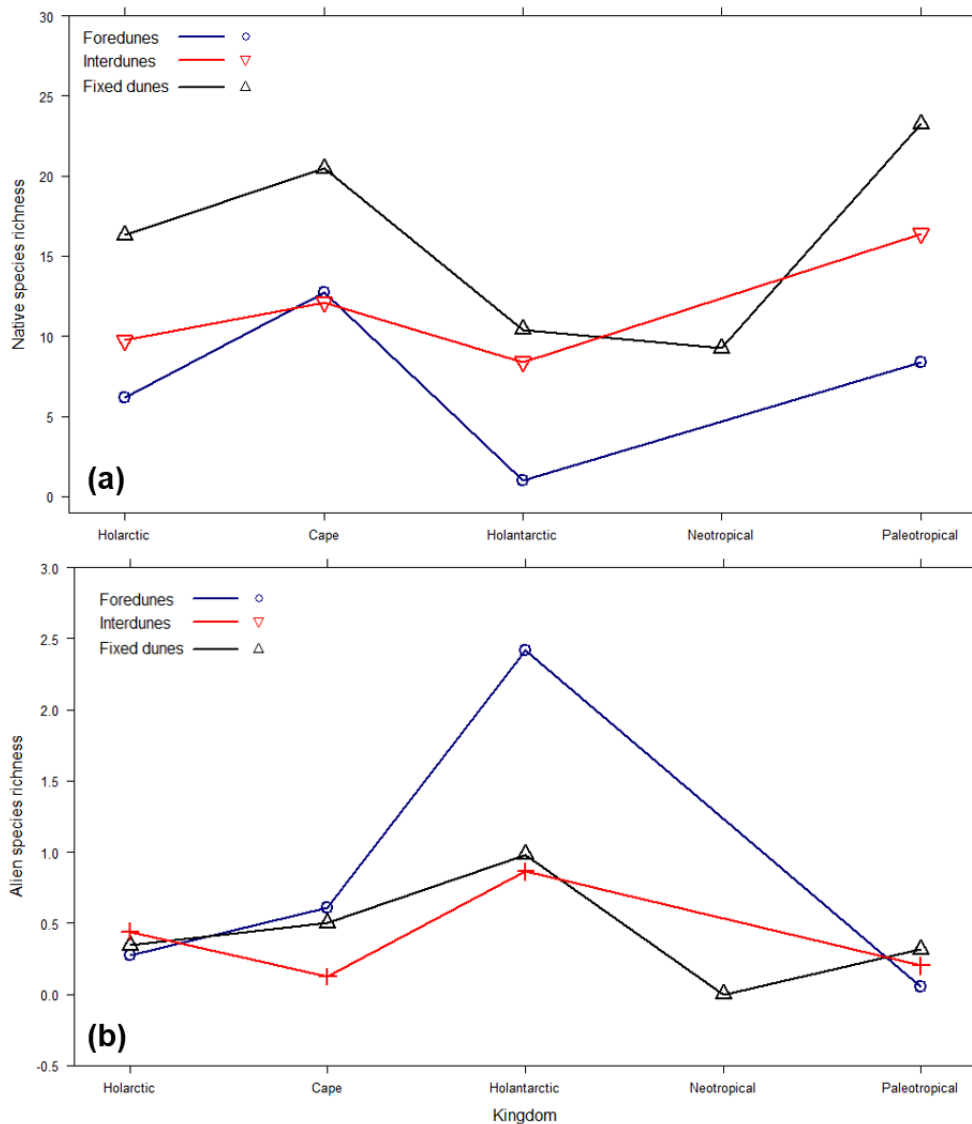 30
25
20
15
10
5
0
Native species richness
Foredunes
Interdunes
Fixed dunes
(a)
Holarctic Cape Holantarctic Neotropical Paleotropical
3.0
2.5
2.0
1.5
1.0
0.5
0.0
-0.5
Alien species richness
Foredunes
Interdunes
Fixed dunes
(b)
Holarctic Cape Holantarctic Neotropical Paleotropical
Kingdom